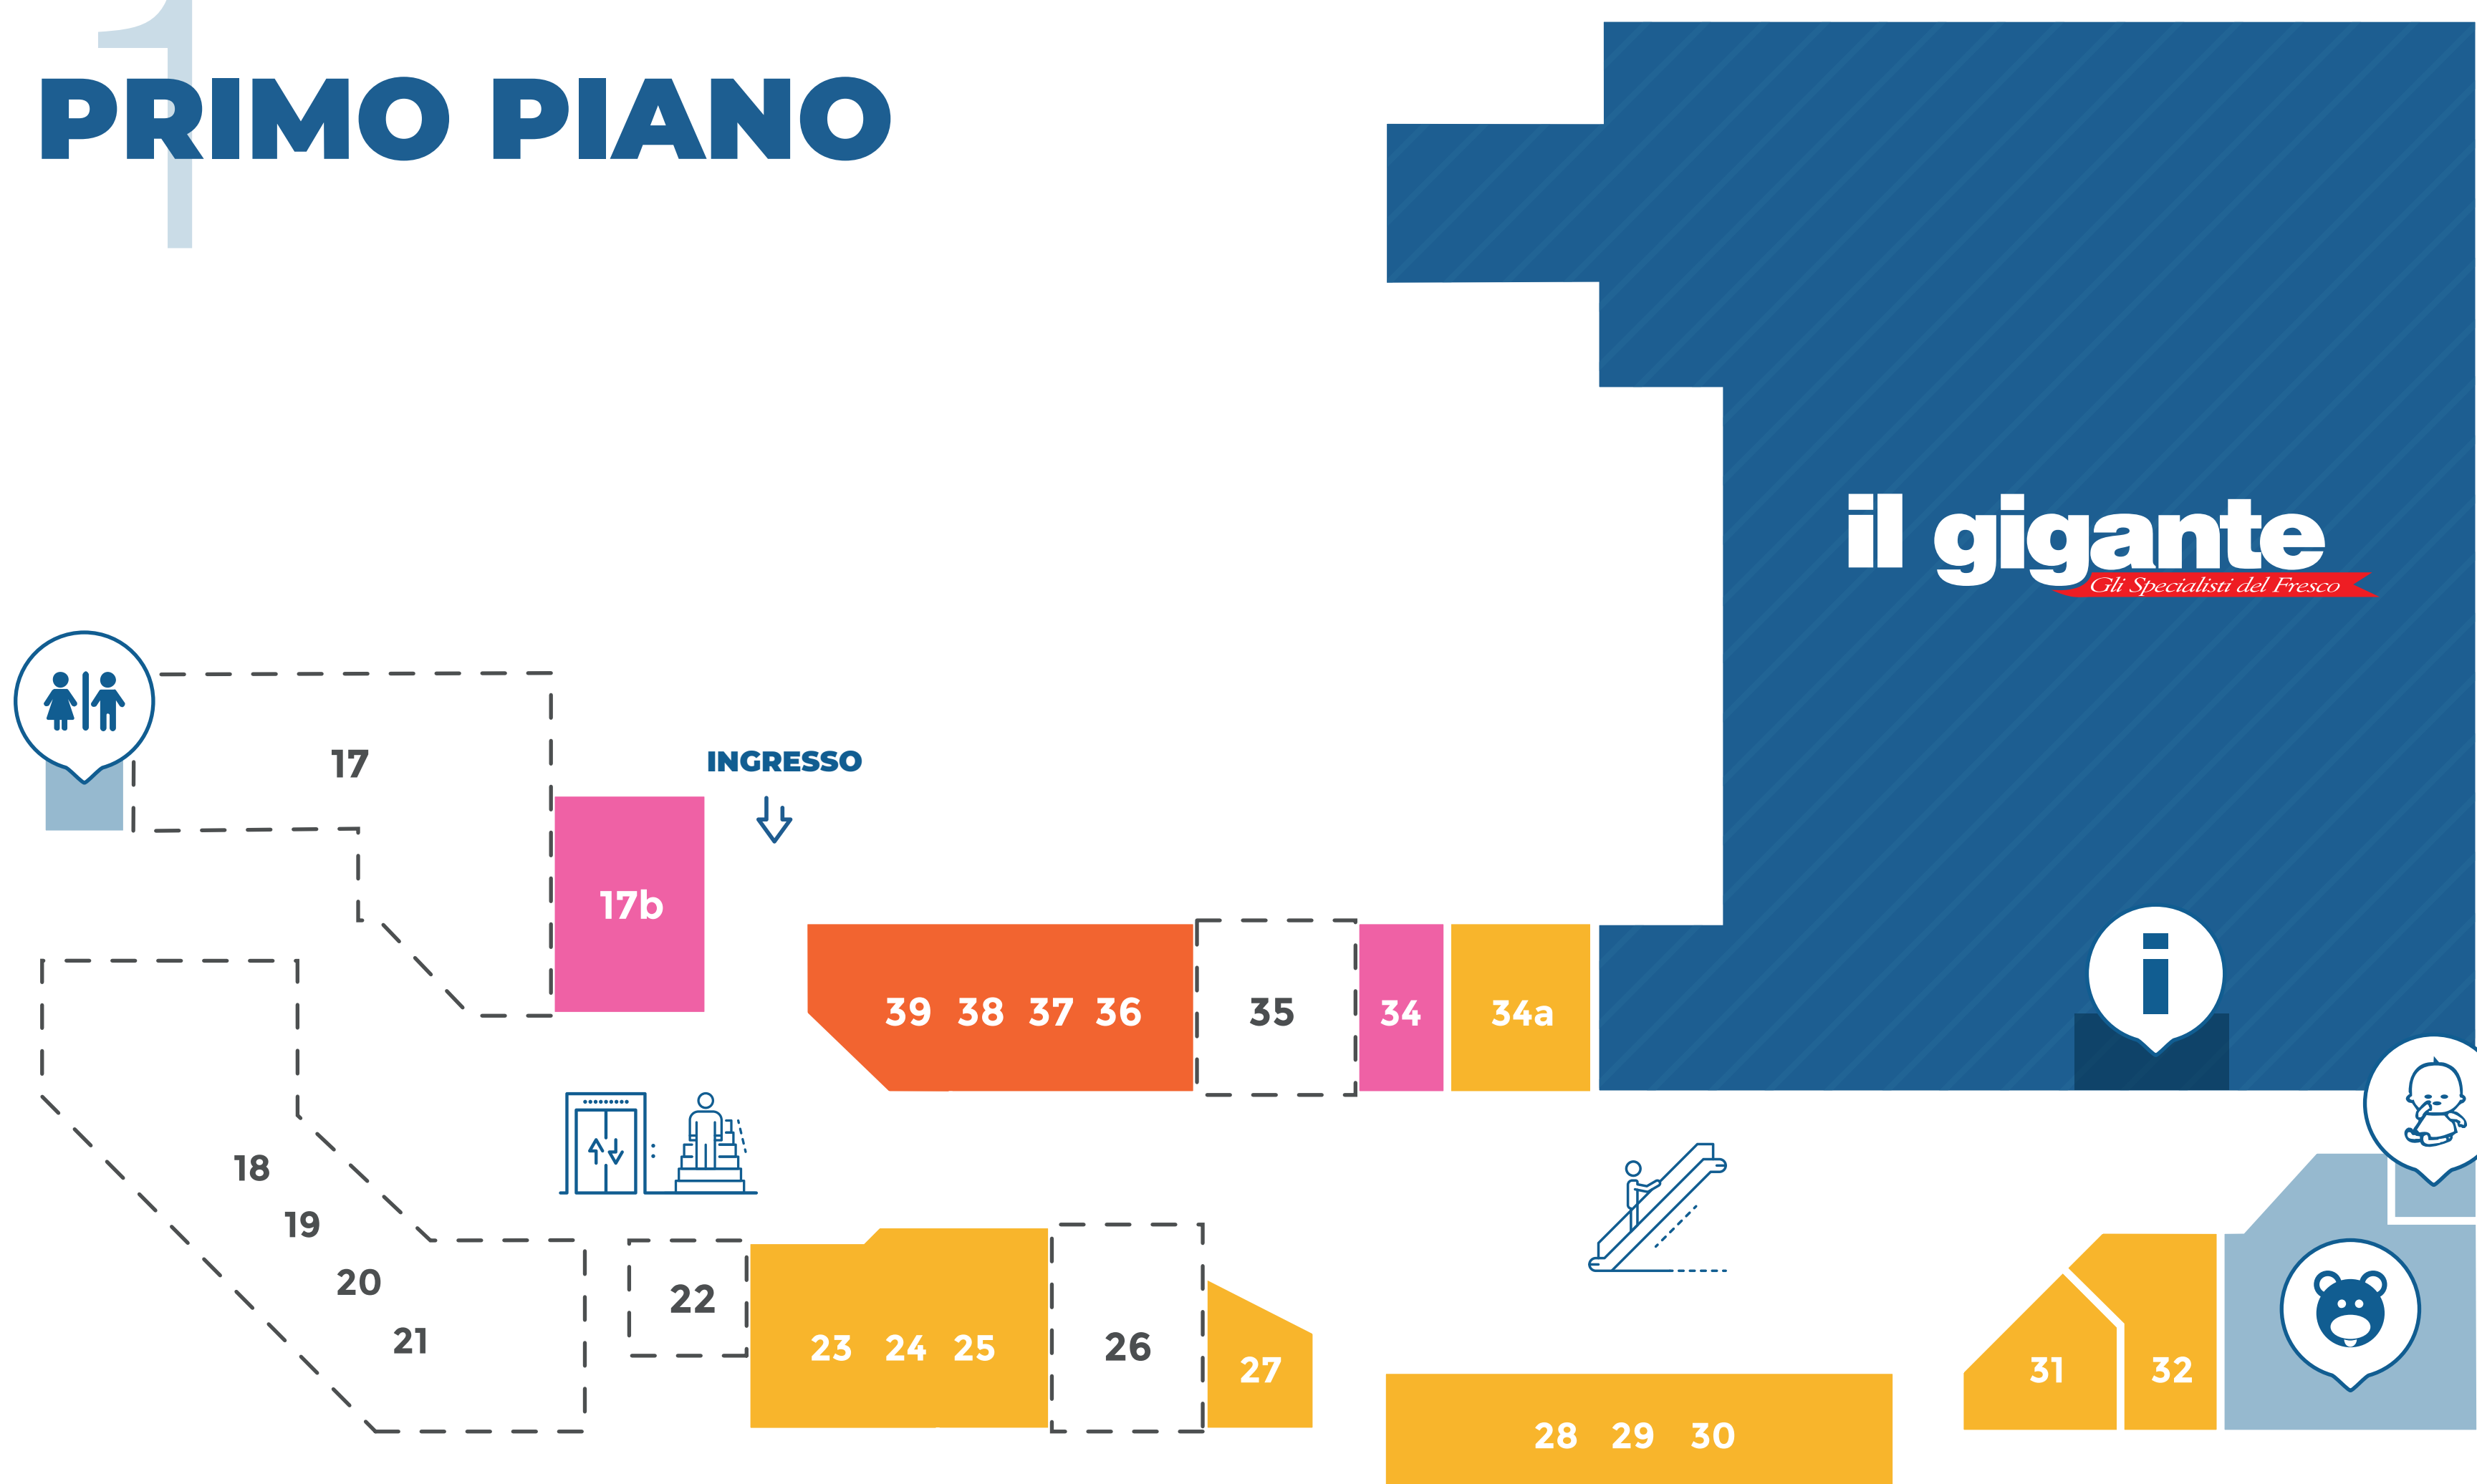 1
PRIMO PIANO
il gigante
Gli Specialisti del Fresco
17
INGRESSO
17b
39 38 37 36
35
34
34a
i
18
19
20
21
22
23 24 25
26
27
28 29 30
31
32